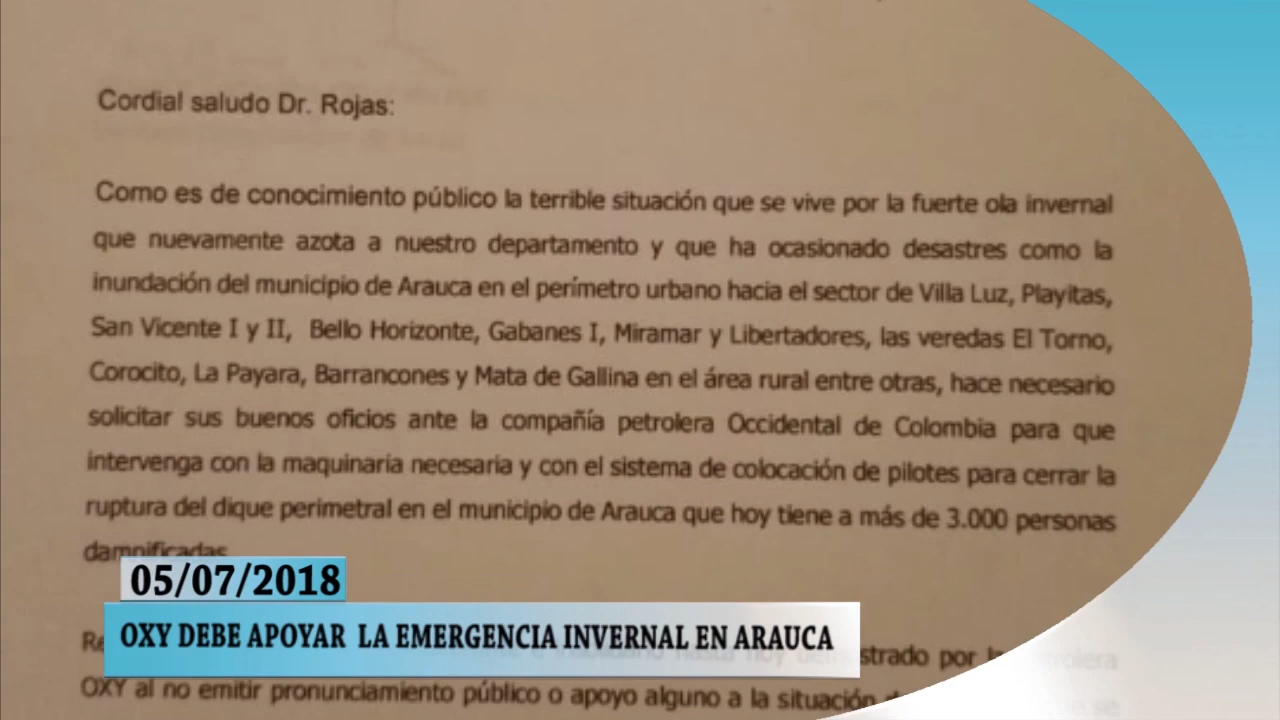 Cordial saludo Dr. Rojas:
Como es de conocimiento público la terrible situación que se vive por la fuerte ola invernal
que nuevamente azota a nuestro departamento y que ha ocasionado desastres como la
inundación del municipio de Arauca en el perímetro urbano hacia el sector de Villa Luz, Playitas,
San Vicente I y II, Bello Horizonte, Gabanes I, Miramar y Libertadores, las veredas El Torno,
Corocito, La Payara, Barrancones y Mata de Gallina en el área rural entre otras, hace necesario
solicitar sus buenos oficios ante la compañía petrolera Occidental de Colombia para que
intervenga con la maquinaria necesaria y con el sistema de colocación de pilotes para cerrar la
ruptura del dique perimetral en el municipio de Arauca que hoy tiene a más de 3.000 personas
damnificadas
05/07/2018
OXY DEBE APOYAR LA EMERGENCIA INVERNAL EN ARAUCA
por
OXY al no emitir pronunciamiento público o apoyo alguno a la situación